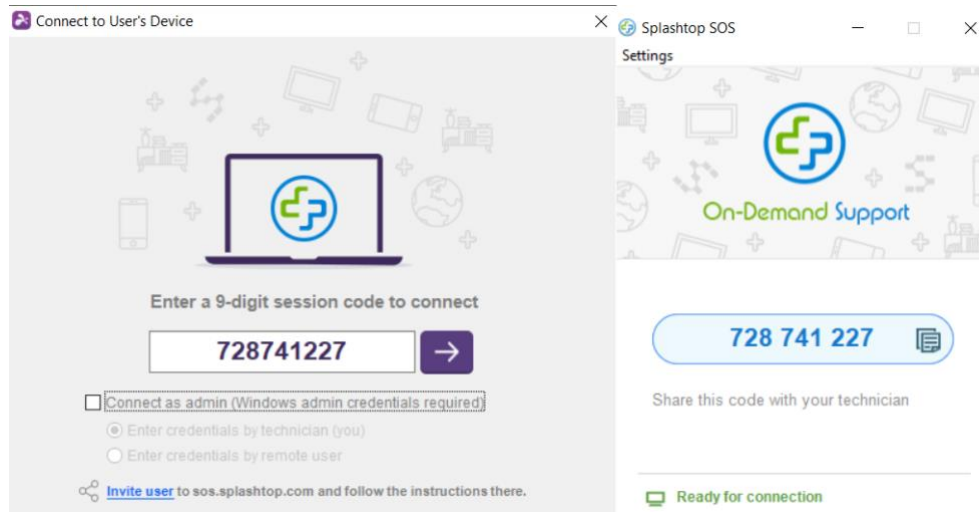 Connect to User's Device
Enter a 9-digit session code to connect
728741227
Connect as admin (Windows admin credentials required)
Enter credentials by technician (you)
Enter credentials by remote user
Invite user to sos.splashtop.com and follow the instructions there.
Splashtop SOS
Settings
On-Demand Support
728 741 227
Share this code with your technician
Ready for connection